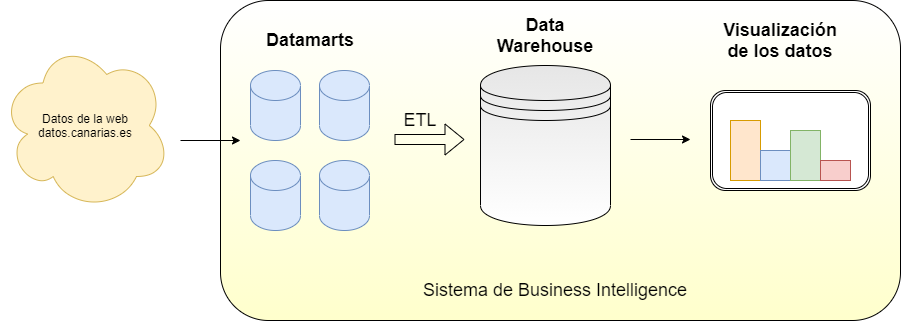 Datos de la web
datos.canarias.es
Datamarts
ETL
Data
Warehouse
Visualización
de los datos
Sistema de Business Intelligence